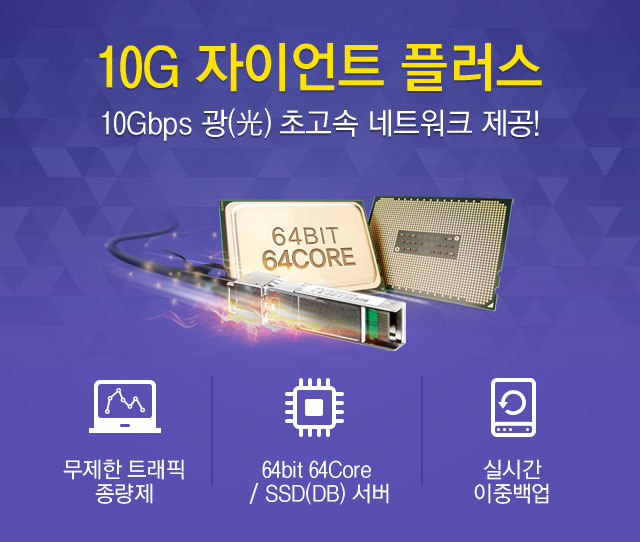 10G 자이언트 플러스
10Gbps 광(光) 초고속 네트워크 제공!
64BIT
64CORE
무제한 트래픽
종량제
64bit 64Core
/ SSD(DB) 서버
실시간
이중백업